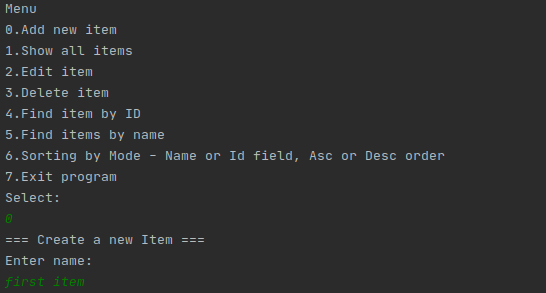 Menu
0.Add new item
1.Show all items
2.Edit item
3.Delete item
4.Find item by ID
5.Find items by name
6.Sorting by Mode - Name or Id field, Asc or Desc order
7.Exit program
Select:
0
=== Create a new Item ===
Enter name:
first item